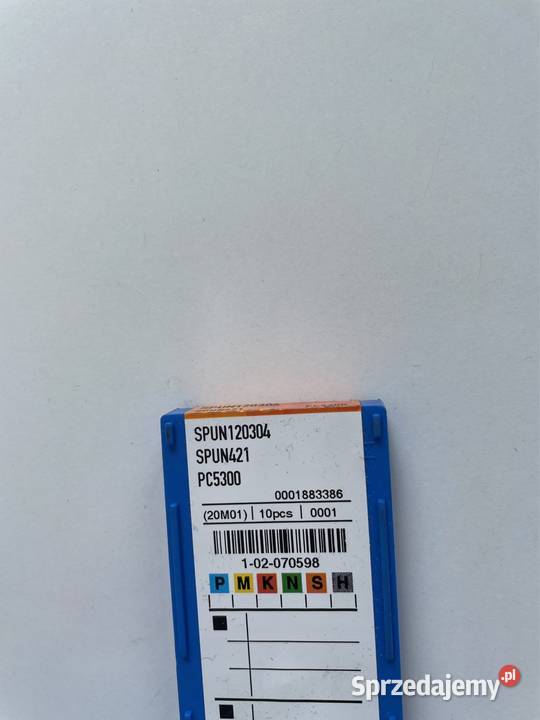 SPUN120304
SPUN421
PC5300
0001883386
(20M01) 10pcs 0001
1-02-070598
P M K N S H
Sprzedajemy.pl